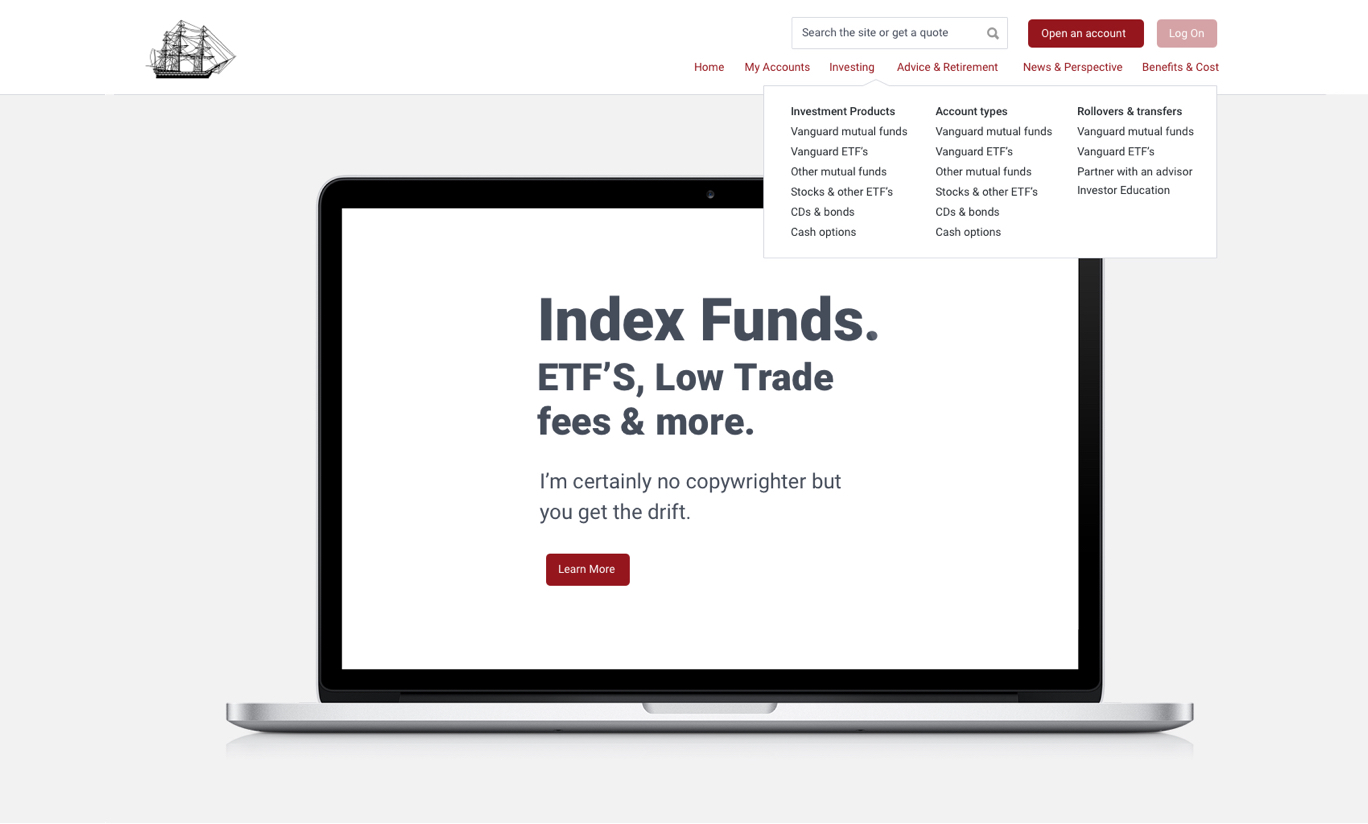 Search the site or get a quote
Open an account
Log On
Home
My Accounts
Investing
Advice & Retirement
News & Perspective
Benefits & Cost
Investment Products
Vanguard mutual funds
Vanguard ETF’s
Other mutual funds
Stocks & other ETF’s
CDs & bonds
Cash options
Account types
Vanguard mutual funds
Vanguard ETF’s
Other mutual funds
Stocks & other ETF’s
CDs & bonds
Cash options
Rollovers & transfers
Vanguard mutual funds
Vanguard ETF’s
Partner with an advisor
Investor Education
Index Funds.
ETF’S, Low Trade
fees & more.
I’m certainly no copywrighter but
you get the drift.
Learn More